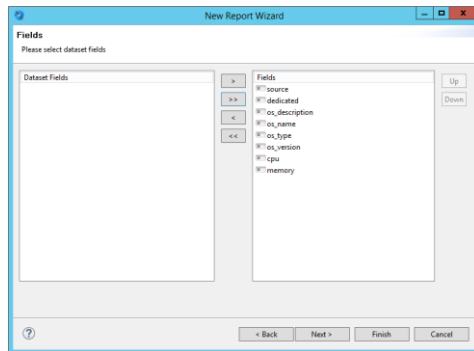 New Report Wizard
Fields
Please select dataset fields
Dataset Fields
>
>>
<
<<
Fields
source
dedicated
os_description
os_name
os_type
os_version
cpu
memory
Up
Down
?
< Back
Next >
Finish
Cancel